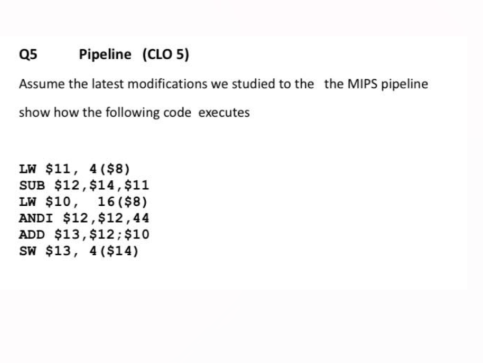 Q5 Pipeline (CLO 5)
Assume the latest modifications we studied to the the MIPS pipeline
show how the following code executes
LW $11, 4($8)
SUB $12,$14,$11
LW $10, 16($8)
ANDI $12,$12,44
ADD $13,$12;$10
SW $13, 4($14)